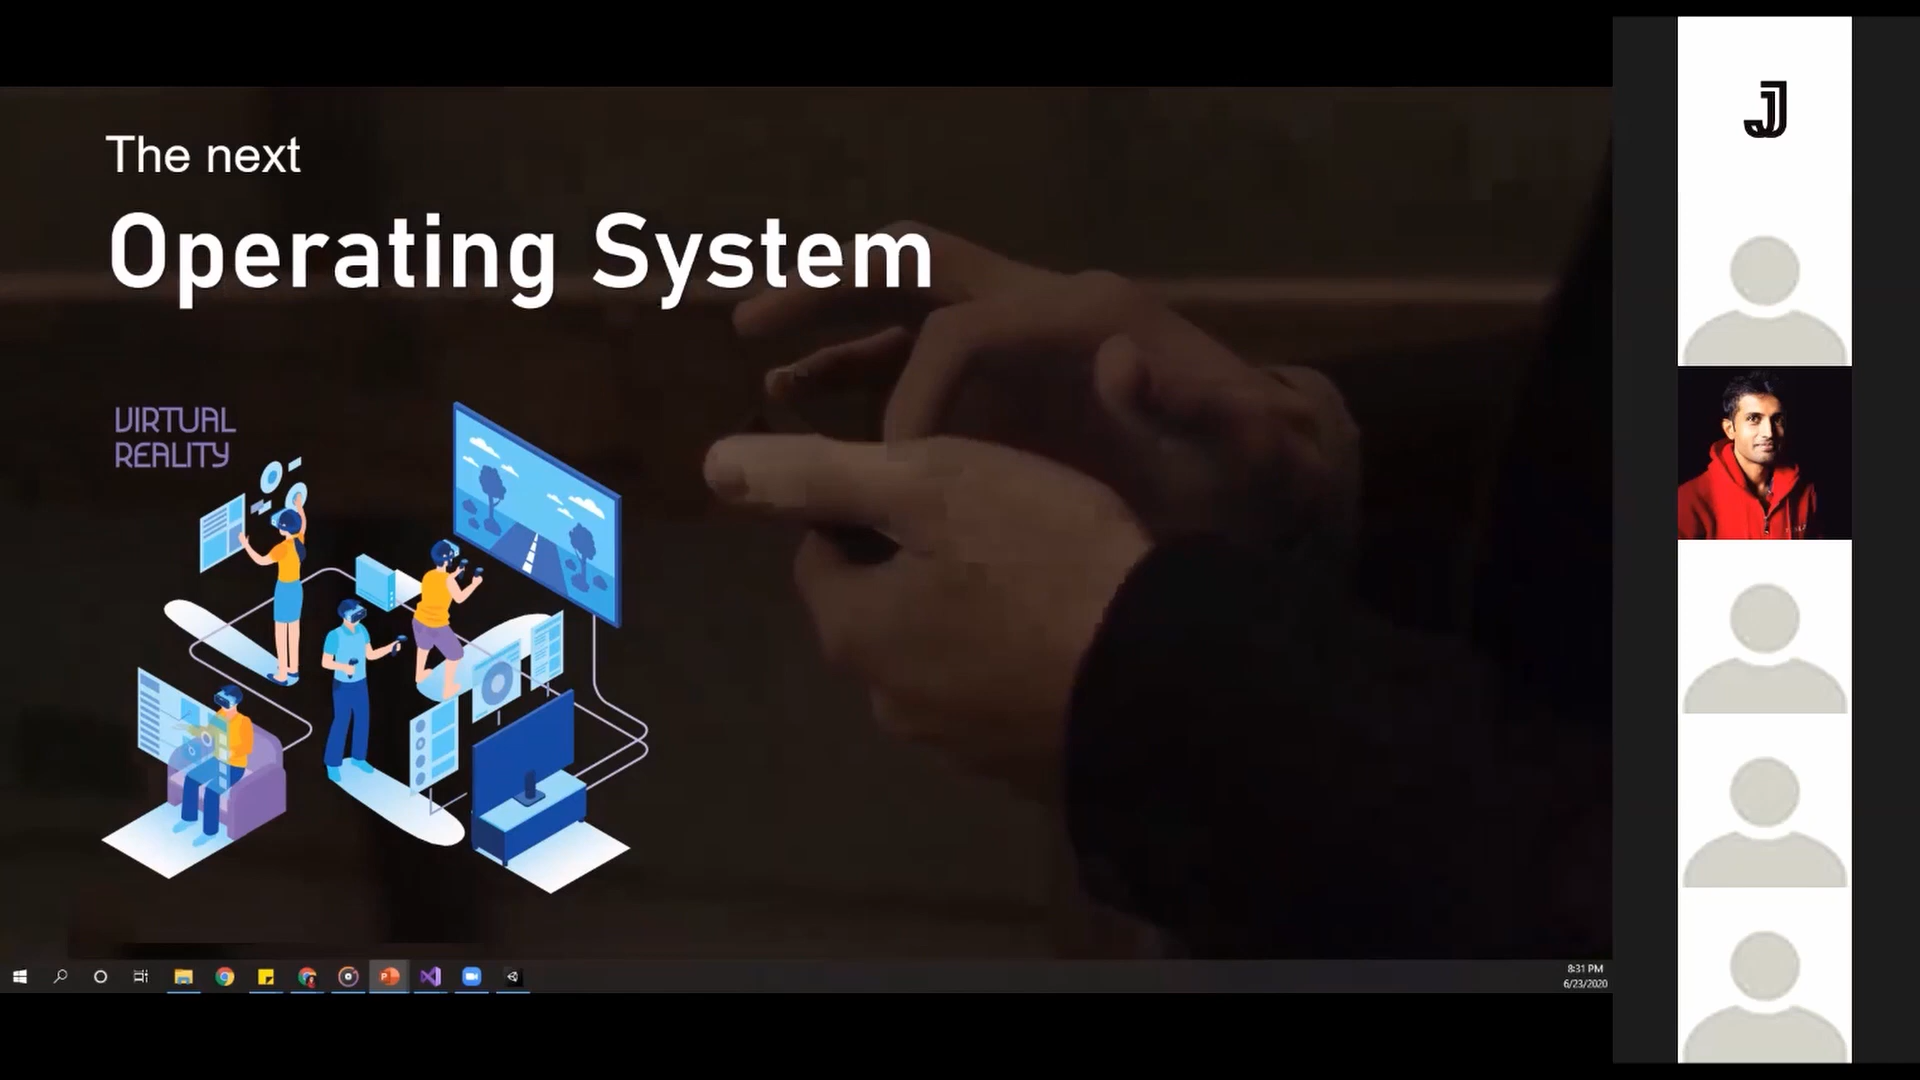 The next
Operating System
VIRTUAL
REALITY
J
8:31 PM
6/23/2020